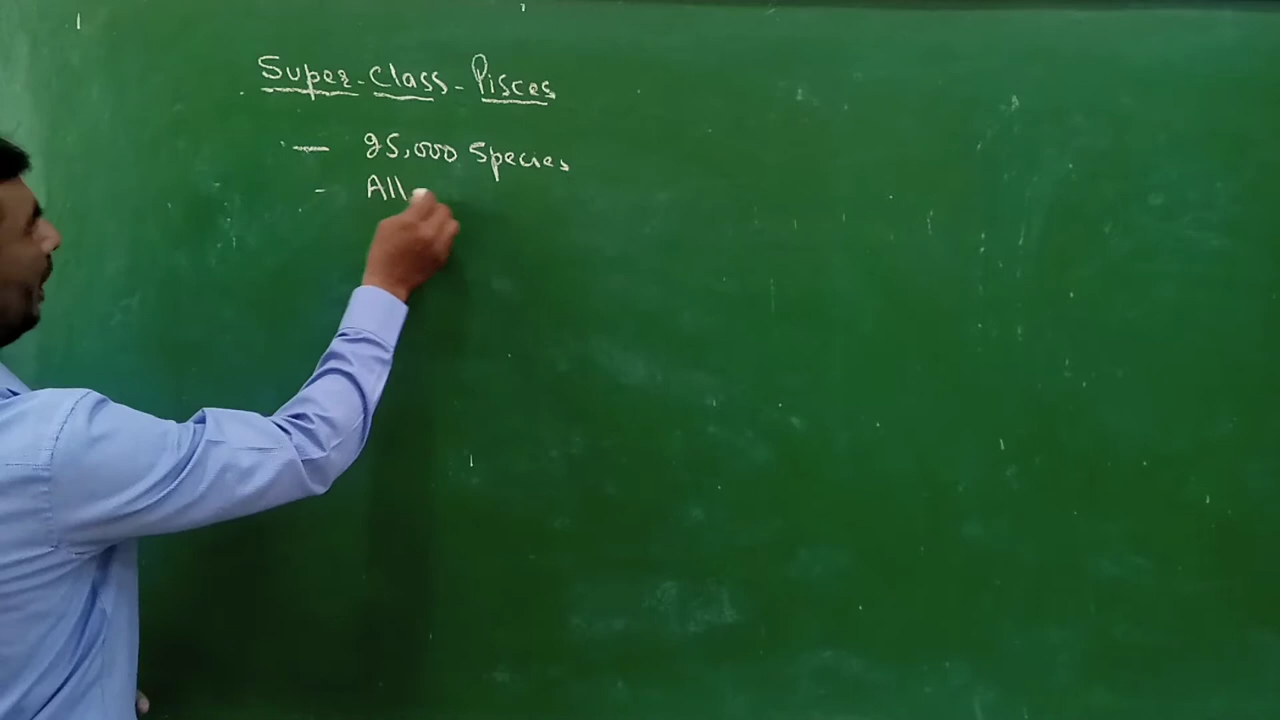 Super-Class-Pisces
— 25,000 Species
- All